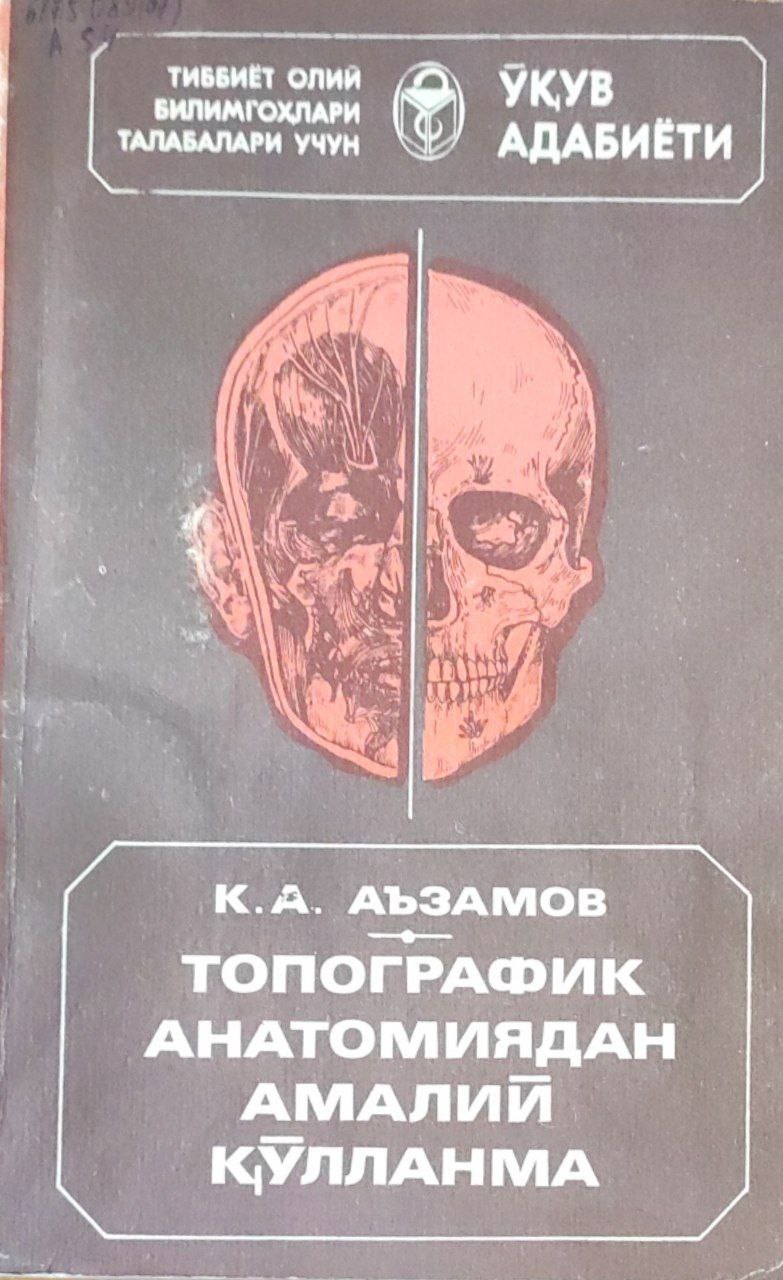 ТИББИЁТ ОЛИЙ
БИЛИМГОҲЛАРИ
ТАЛАБАЛАРИ УЧУН
ЎҚУВ
АДАБИЁТИ
К.А. АЪЗАМОВ
ТОПОГРАФИК
АНАТОМИЯДАН
АМАЛИЙ
ҚЎЛЛАНМА